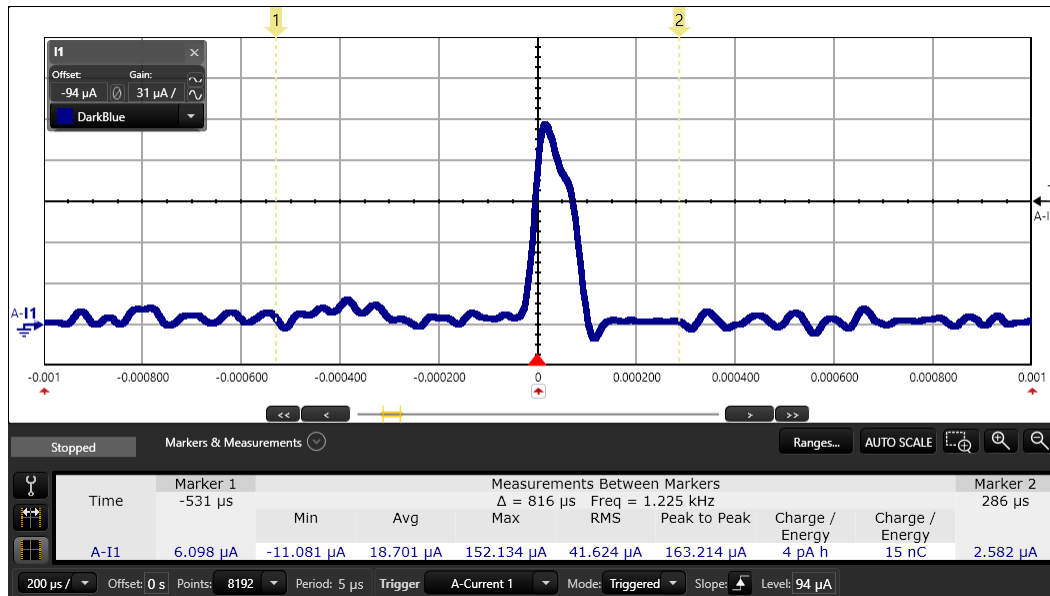 1 2
I1 ×
Offset: Gain:
-94 µA 31 µA /
DarkBlue
A-I1
A-I
-0.001 -0.000800 -0.000600 -0.000400 -0.000200 0 0.000200 0.000400 0.000600 0.000800 0.001
<< < > >>
Stopped Markers & Measurements Ranges... AUTO SCALE
Marker 1 Measurements Between Markers Marker 2
Time -531 µs Δ = 816 µs Freq = 1.225 kHz 286 µs
Min Avg Max RMS Peak to Peak Charge / Energy Charge / Energy
A-I1 6.098 µA -11.081 µA 18.701 µA 152.134 µA 41.624 µA 163.214 µA 4 pA h 15 nC 2.582 µA
200 µs / Offset: 0 s Points: 8192 Period: 5 µs Trigger A-Current 1 Mode: Triggered Slope: Level: 94 µA